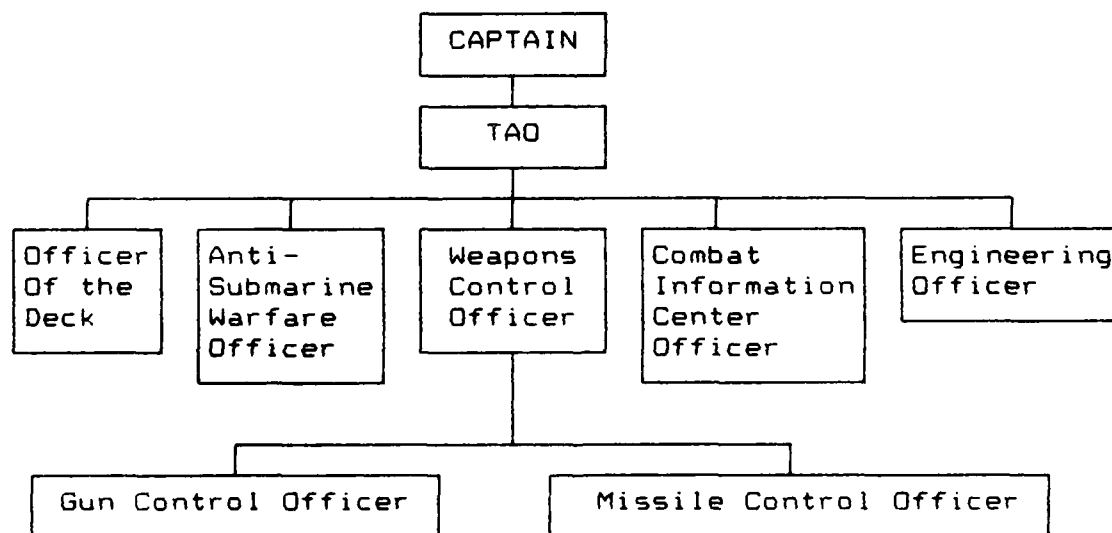 CAPTAIN
TAO
Officer
Of the
Deck
Anti-
Submarine
Warfare
Officer
Weapons
Control
Officer
Combat
Information
Center
Officer
Engineering
Officer
Gun Control Officer
Missile Control Officer